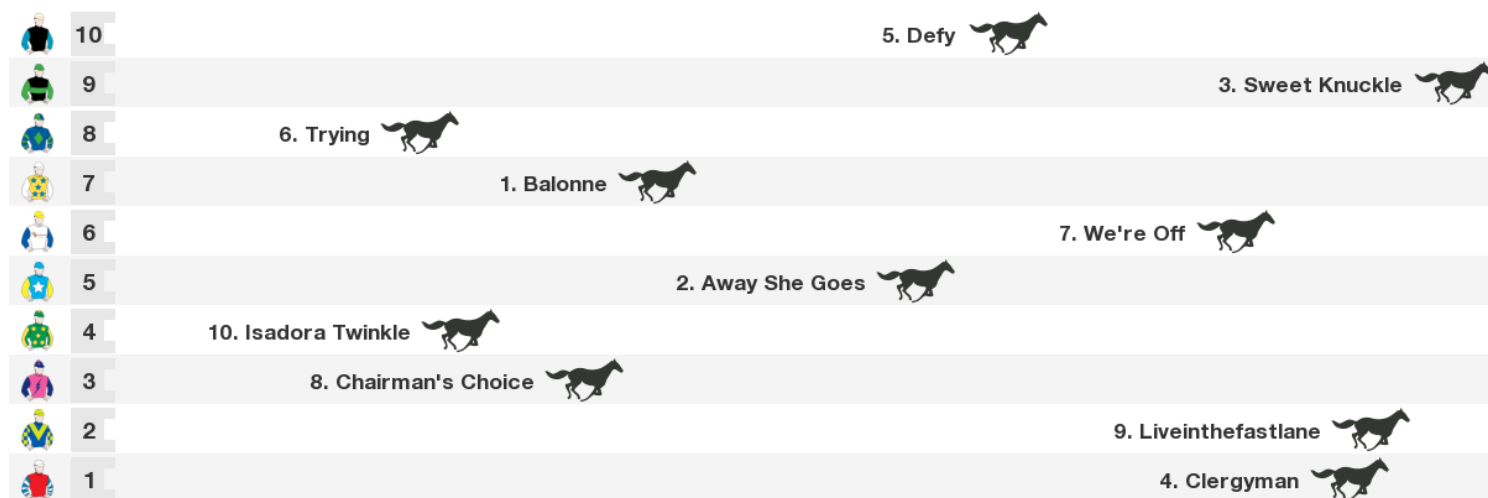 10 5. Defy
9 3. Sweet Knuckle
8 6. Trying
7 1. Balonne
6 7. We're Off
5 2. Away She Goes
4 10. Isadora Twinkle
3 8. Chairman's Choice
2 9. Liveinthefastlane
1 4. Clergyman